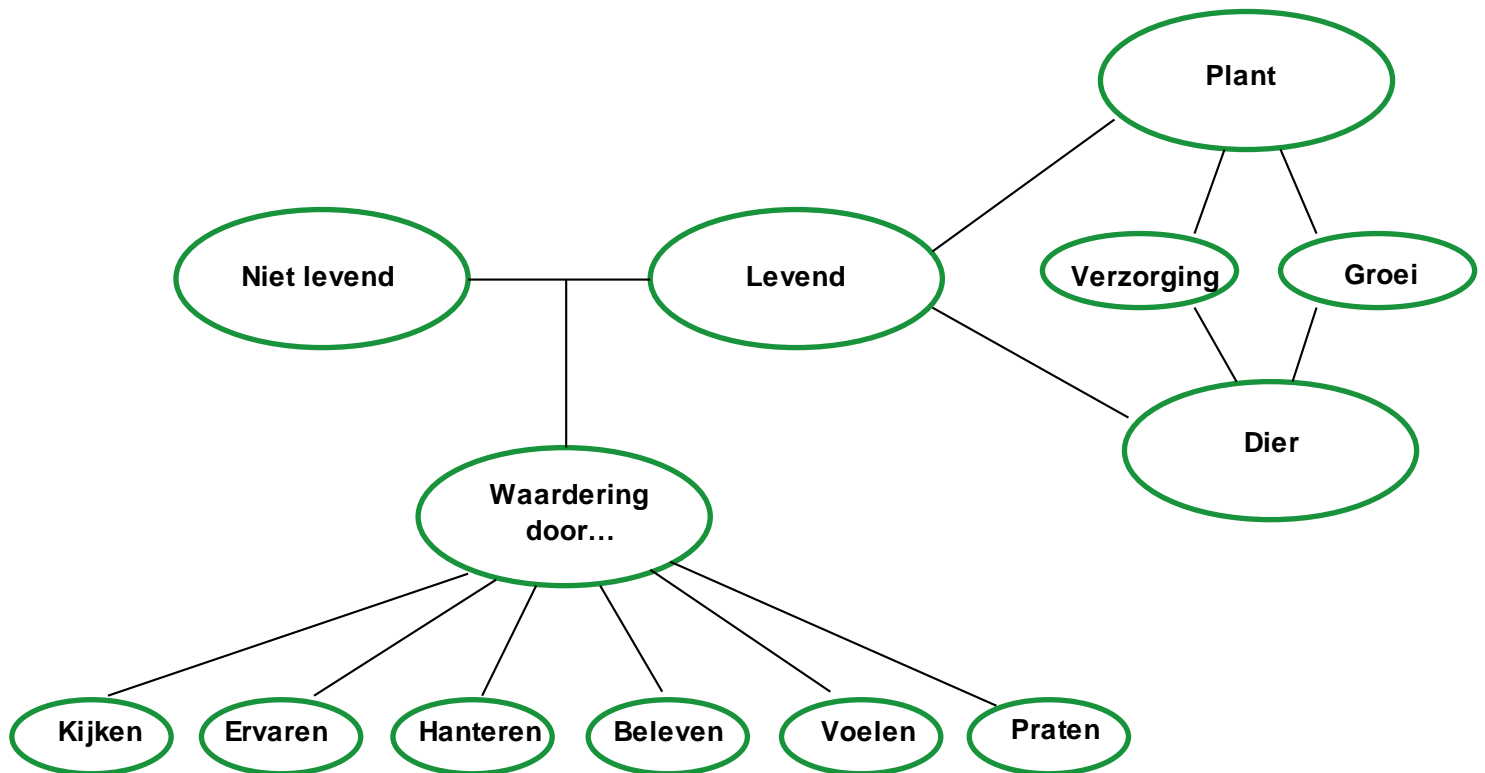 Plant
Niet levend
Levend
Verzorging
Groei
Dier
Waardering
door…
Kijken
Ervaren
Hanteren
Beleven
Voelen
Praten